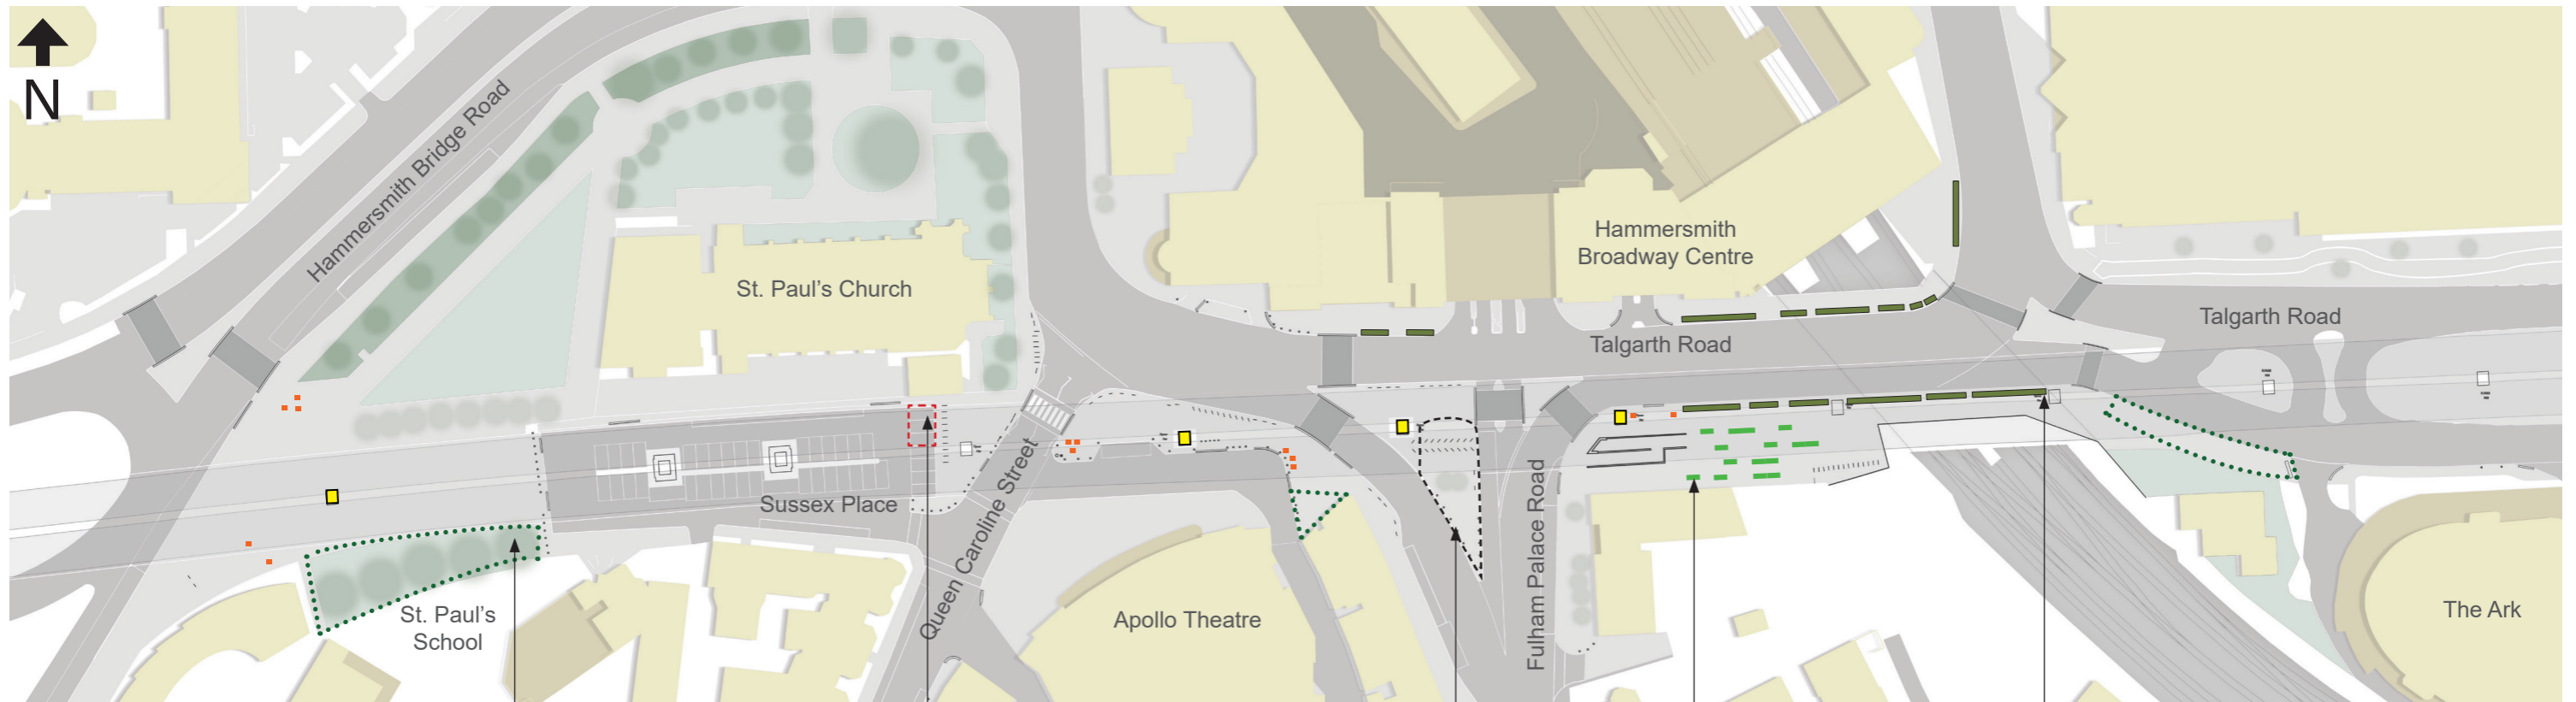 N
Hammersmith Bridge Road
St. Paul's Church
Hammersmith
Broadway Centre
Talgarth Road
Talgarth Road
Sussex Place
Queen Caroline Street
Fulham Palace Road
St. Paul's
School
Apollo Theatre
The Ark